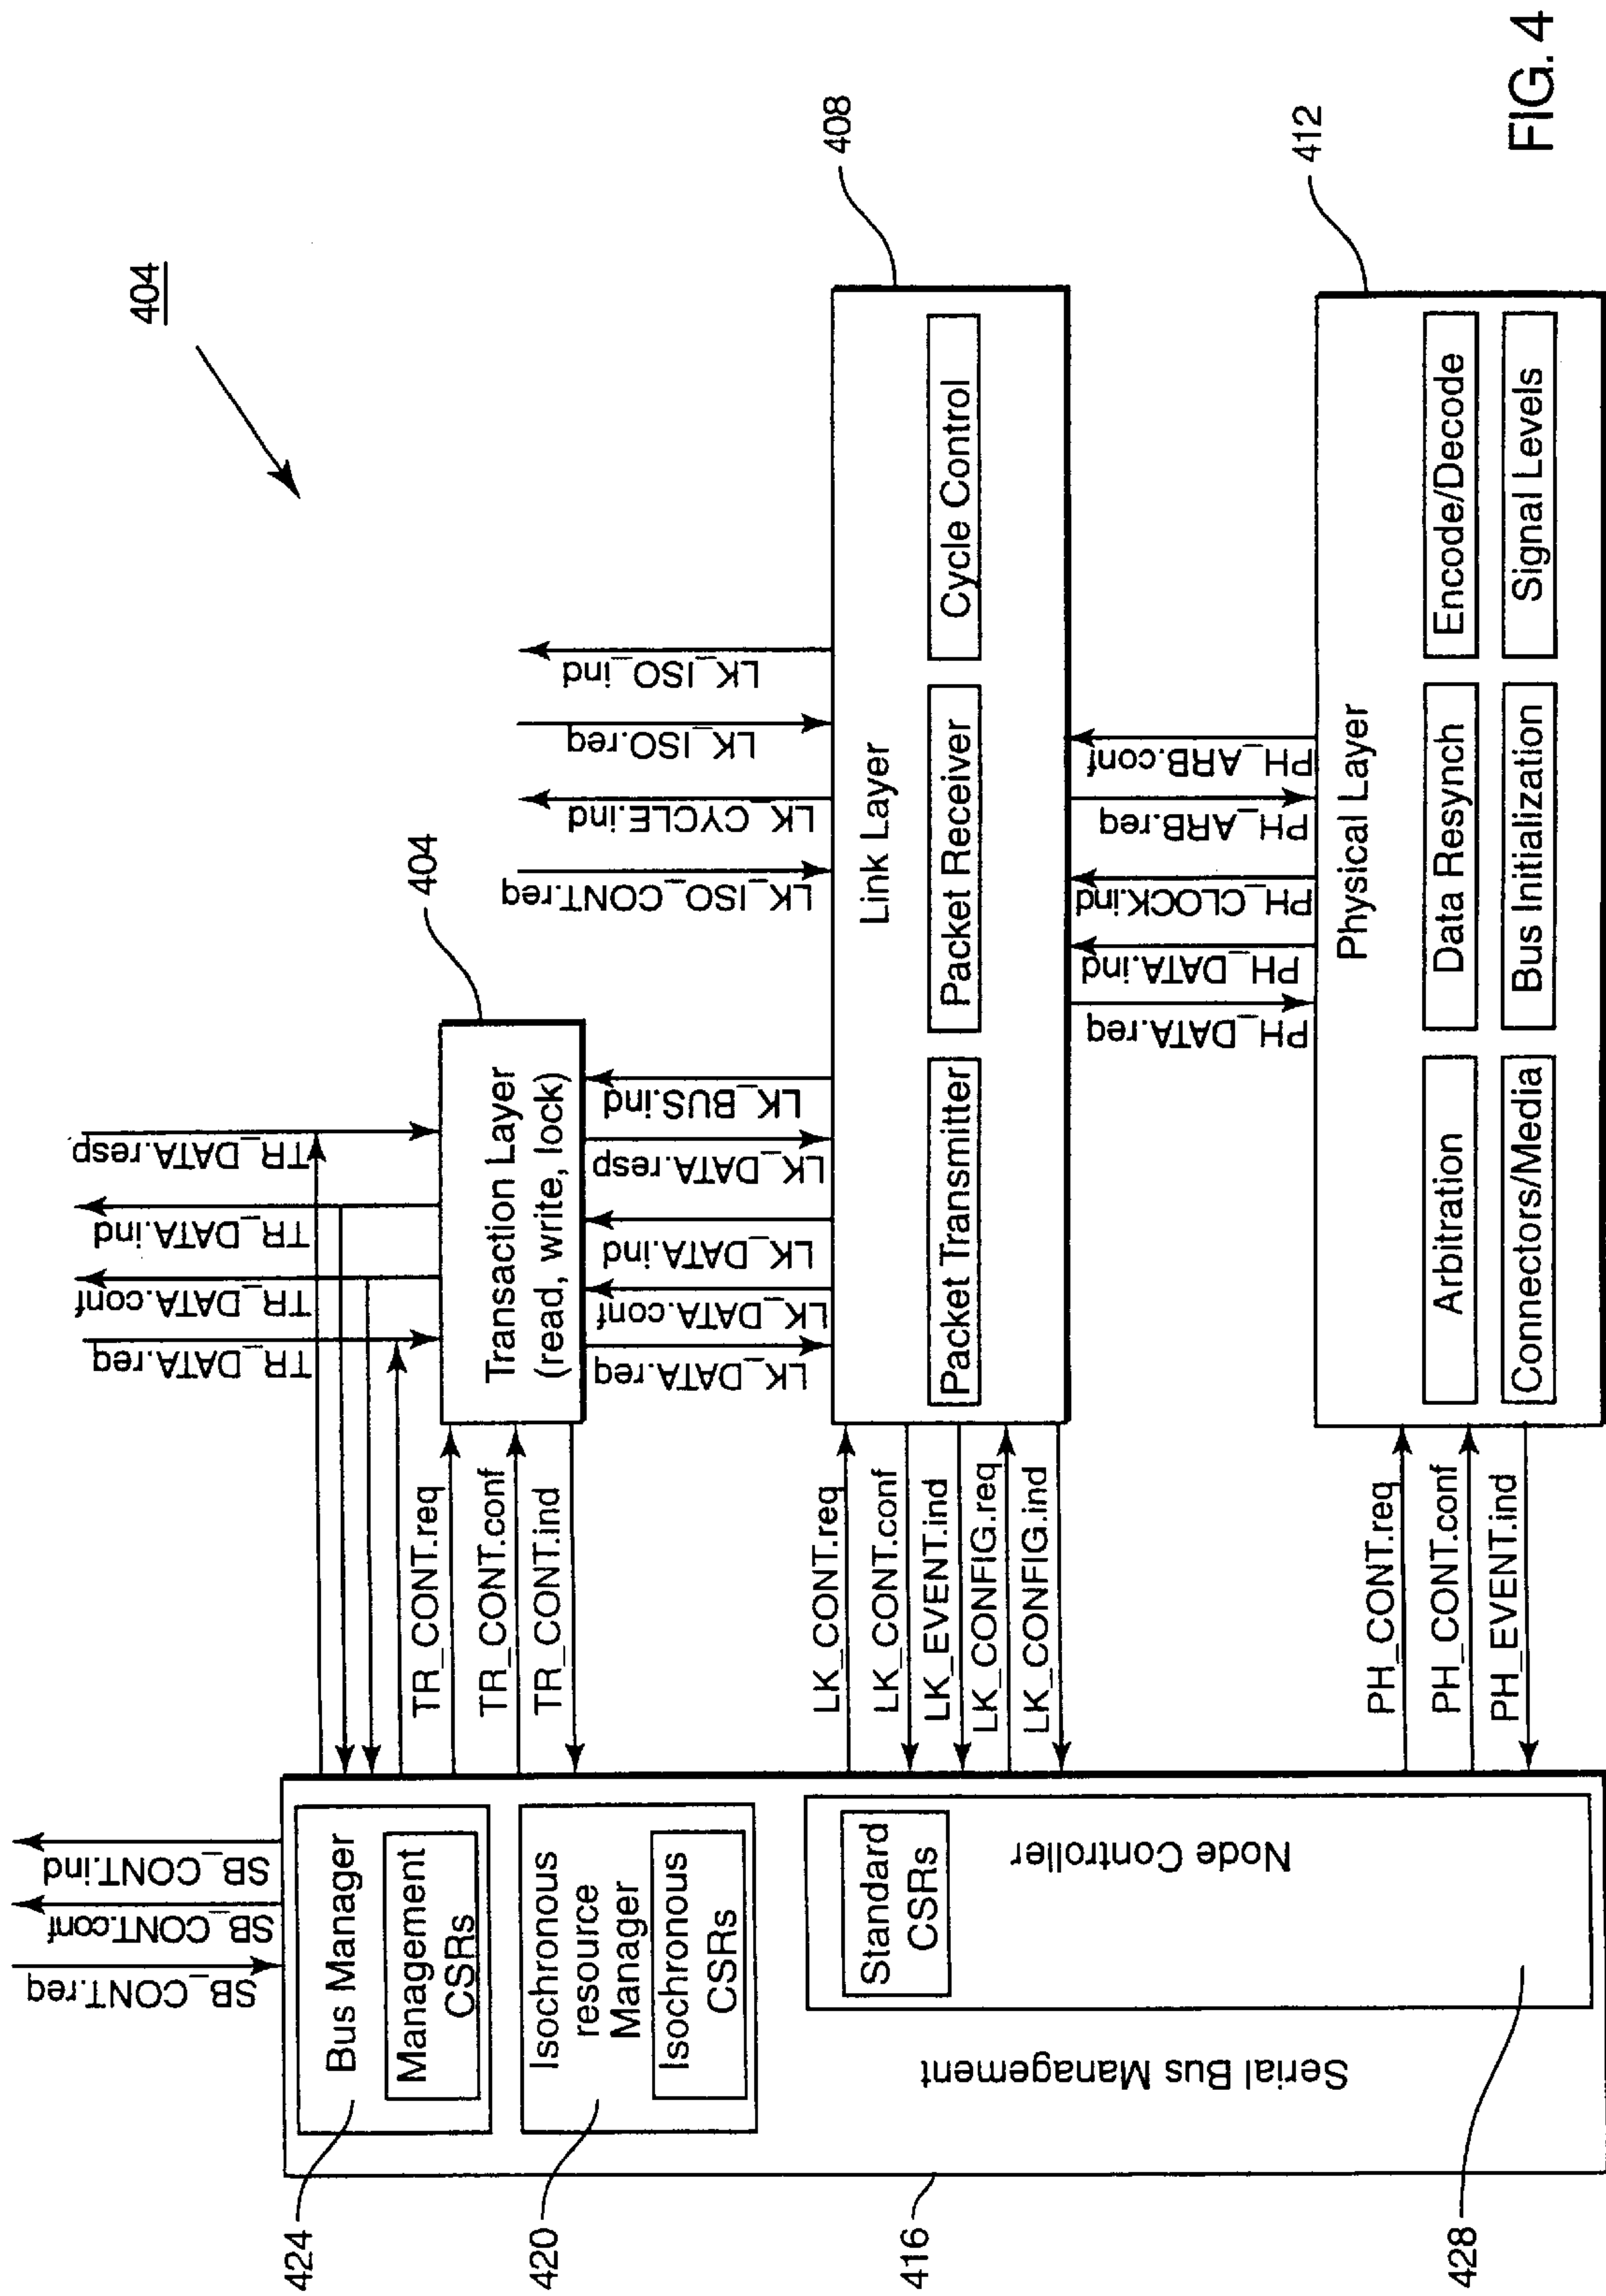 404
SB_CONT.req
SB_CONT.conf
SB_CONT.ind
TR_DATA.req
TR_DATA.conf
TR_DATA.ind
TR_DATA.resp
424
Bus Manager
Management
CSRs
420
Isochronous
resource
Manager
Isochronous
CSRs
416
Serial Bus Management
Standard
CSRs
Node Controller
428
TR_CONT.req
TR_CONT.conf
TR_CONT.ind
Transaction Layer
(read, write, lock)
404
LK_DATA.req
LK_DATA.conf
LK_DATA.ind
LK_DATA.resp
LK_BUS.ind
LK_ISO_CONT.req
LK_CYCLE.ind
LK_ISO.req
LK_ISO_ind
LK_CONT.req
LK_CONT.conf
LK_EVENT.ind
LK_CONFIG.req
LK_CONFIG.ind
408
Link Layer
Packet Transmitter
Packet Receiver
Cycle Control
PH_DATA.req
PH_DATA.ind
PH_CLOCK.ind
PH_ARB.req
PH_ARB.conf
PH_CONT.req
PH_CONT.conf
PH_EVENT.ind
412
Physical Layer
Arbitration
Data Resynch
Encode/Decode
Connectors/Media
Bus Initialization
Signal Levels
FIG. 4